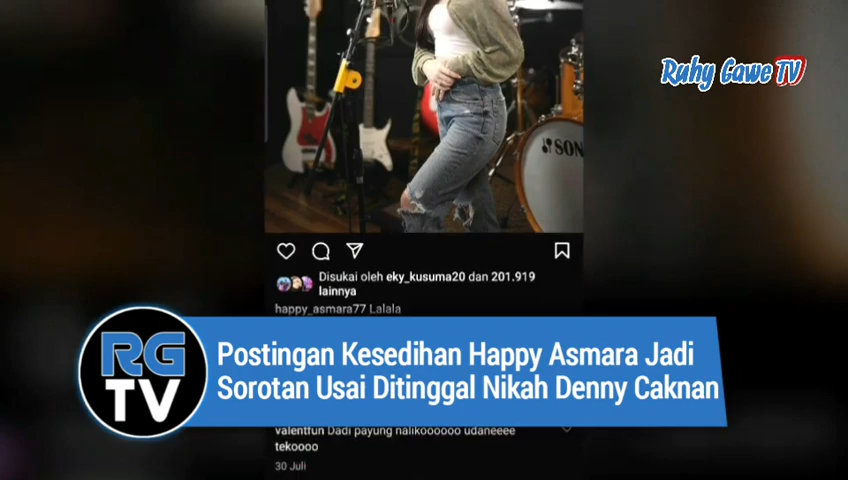 Rahy Gawe TV
SON
Disukai oleh eky_kusuma20 dan 201.919
lainnya
happy_asmara77 Lalala
RG
TV
Postingan Kesedihan Happy Asmara Jadi
Sorotan Usai Ditinggal Nikah Denny Caknan
valentfun Dadi payung nalikoooooo udaneeee
tekoooo
30 Juli